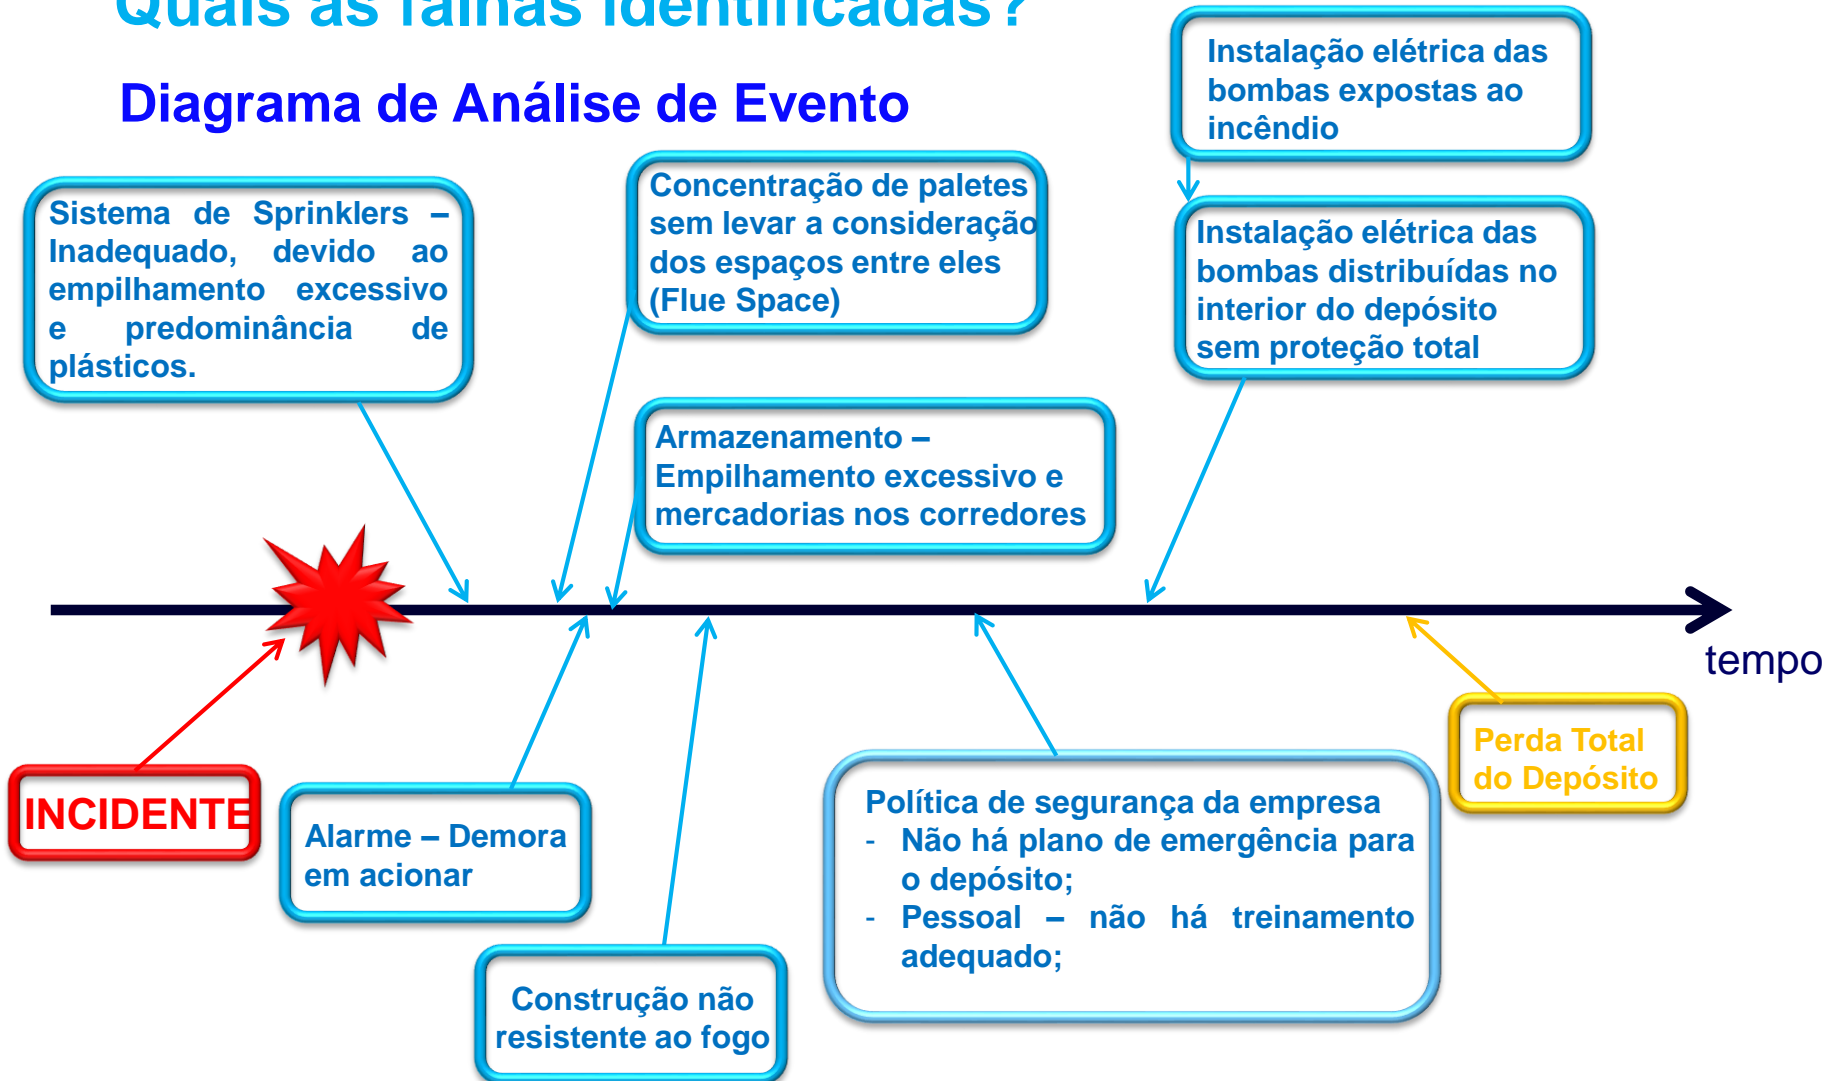 Quais as falhas identificadas?
Diagrama de Análise de Evento
Instalação elétrica das
bombas expostas ao
incêndio
Sistema de Sprinklers –
Inadequado, devido ao
empilhamento excessivo
e predominância de
plásticos.
Concentração de paletes
sem levar a consideração
dos espaços entre eles
(Flue Space)
Instalação elétrica das
bombas distribuídas no
interior do depósito
sem proteção total
Armazenamento –
Empilhamento excessivo e
mercadorias nos corredores
tempo
INCIDENTE
Alarme – Demora
em acionar
Construção não
resistente ao fogo
Política de segurança da empresa
- Não há plano de emergência para
o depósito;
- Pessoal – não há treinamento
adequado;
Perda Total
do Depósito